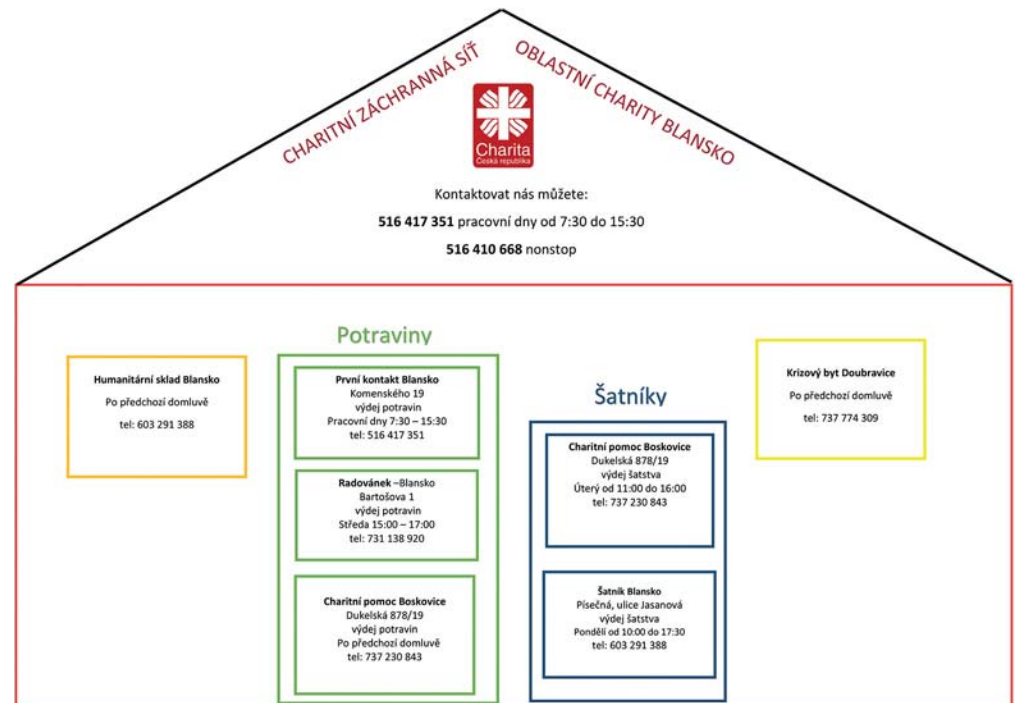 CHARITNÍ ZÁCHRANNÁ SÍŤ
OBLASTNÍ CHARITY BLANSKO
Charita
Česká republika
Kontaktovat nás můžete:
516 417 351 pracovní dny od 7:30 do 15:30
516 410 668 nonstop
Humanitární sklad Blansko
Po předchozí domluvě
tel: 603 291 388
Potraviny
První kontakt Blansko
Komenského 19
výdej potravin
Pracovní dny 7:30 – 15:30
tel: 516 417 351
Radovánek –Blansko
Bartošova 1
výdej potravin
Středa 15:00 – 17:00
tel: 731 138 920
Charitní pomoc Boskovice
Dukelská 878/19
výdej potravin
Po předchozí domluvě
tel: 737 230 843
Šatníky
Charitní pomoc Boskovice
Dukelská 878/19
výdej šatstva
Úterý od 11:00 do 16:00
tel: 737 230 843
Šatník Blansko
Písečná, ulice Jasanová
výdej šatstva
Pondělí od 10:00 do 17:30
tel: 603 291 388
Krizový byt Doubravice
Po předchozí domluvě
tel: 737 774 309